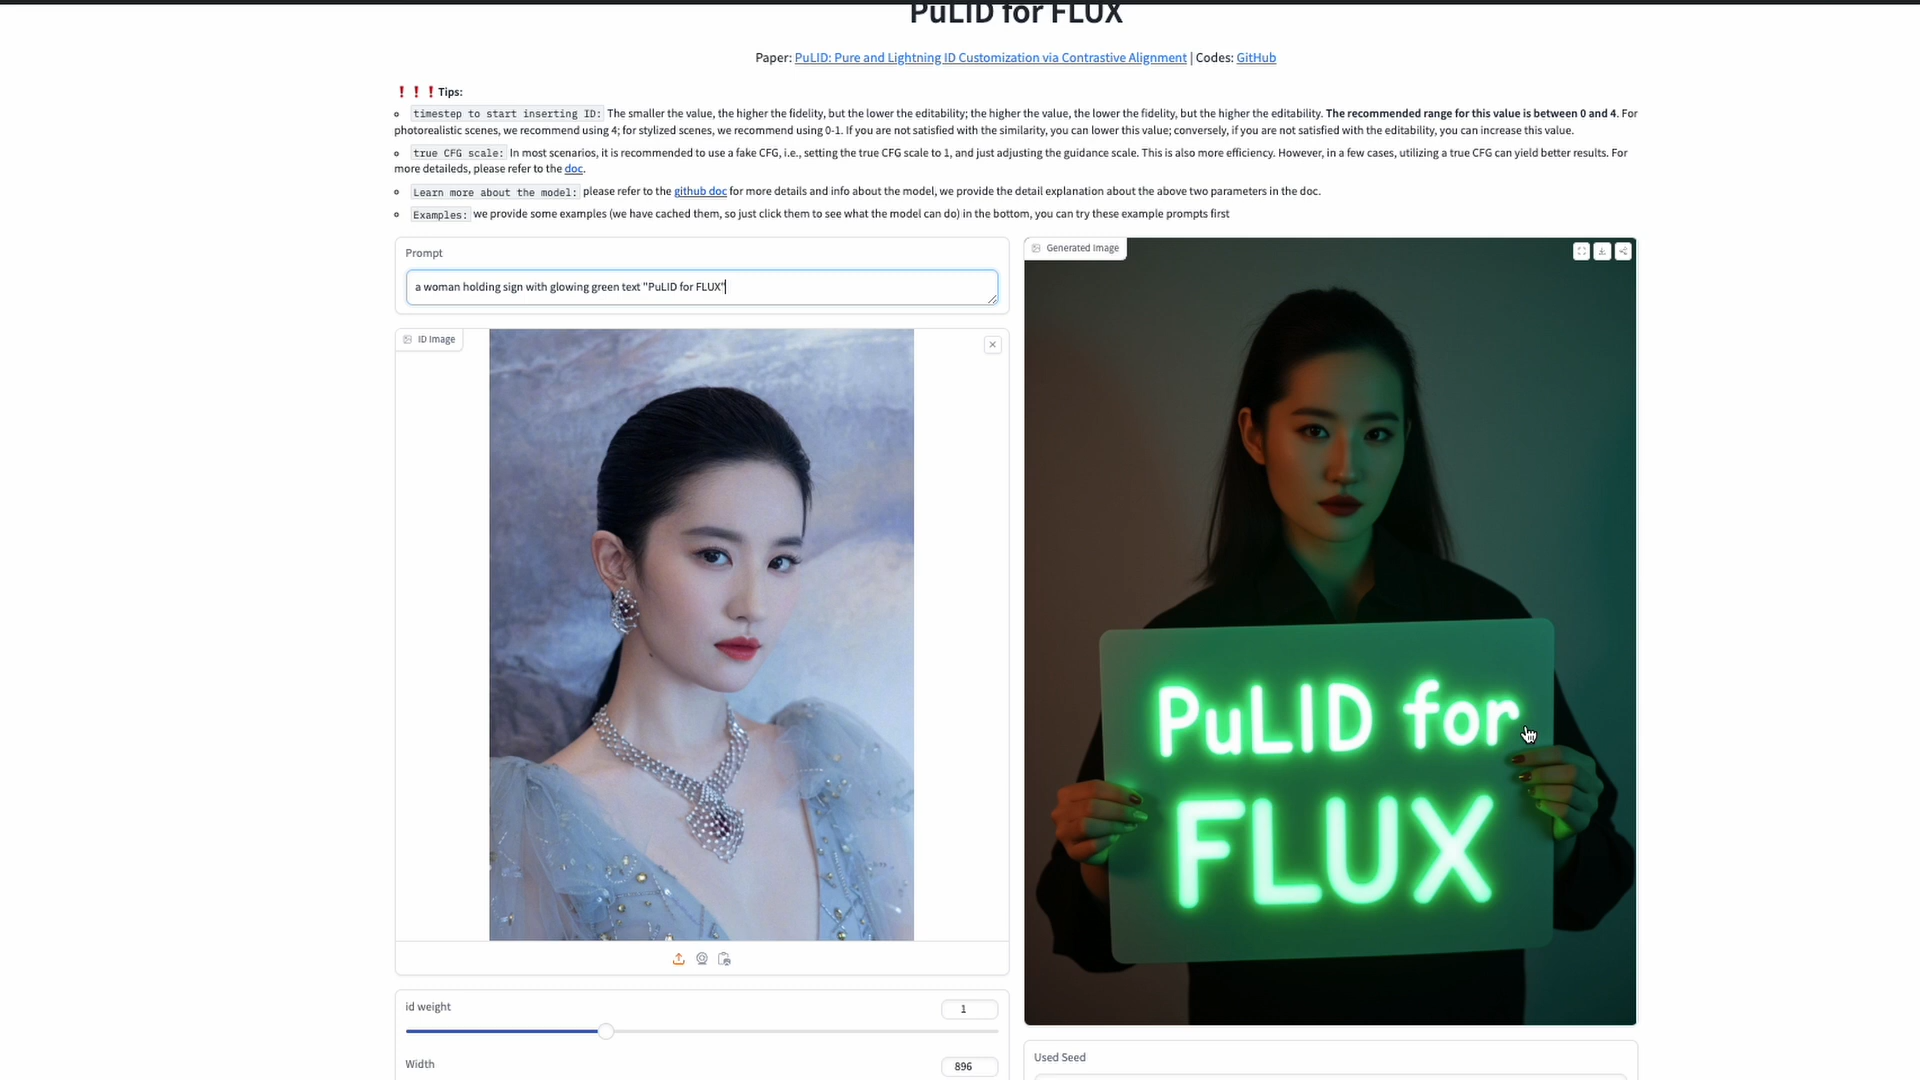 PuLID for FLUX
Paper: PuLID: Pure and Lightning ID Customization via Contrastive Alignment | Codes: GitHub
❗❗❗Tips:
timestep to start inserting ID: The smaller the value, the higher the fidelity, but the lower the editability; the higher the value, the lower the fidelity, but the higher the editability. The recommended range for this value is between 0 and 4. For
photorealistic scenes, we recommend using 4; for stylized scenes, we recommend using 0-1. If you are not satisfied with the similarity, you can lower this value; conversely, if you are not satisfied with the editability, you can increase this value.
true CFG scale: In most scenarios, it is recommended to use a fake CFG, i.e., setting the true CFG scale to 1, and just adjusting the guidance scale. This is also more efficiency. However, in a few cases, utilizing a true CFG can yield better results. For
more detaileds, please refer to the doc.
Learn more about the model: please refer to the github doc for more details and info about the model, we provide the detail explanation about the above two parameters in the doc.
Examples: we provide some examples (we have cached them, so just click them to see what the model can do) in the bottom, you can try these example prompts first
Prompt
a woman holding sign with glowing green text "PuLID for FLUX"
ID Image
id weight
1
Width
896
Generated Image
PuLID for
FLUX
Used Seed